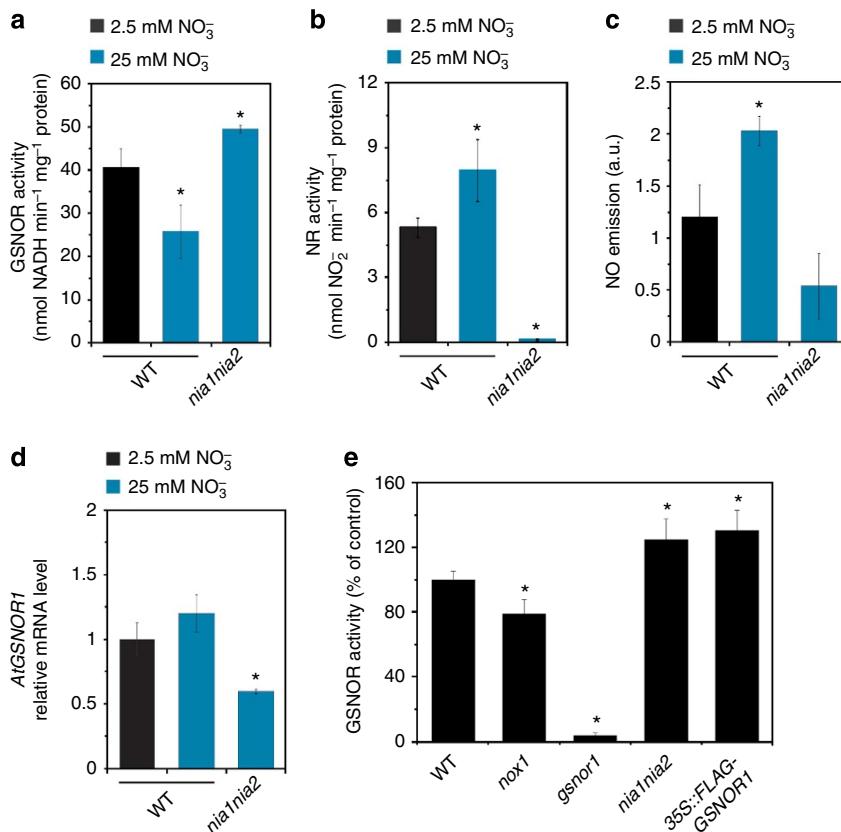 a
2.5 mM NO₃⁻
25 mM NO₃⁻
GSNOR activity
(nmol NADH min⁻¹ mg⁻¹ protein)
60
50
40
30
20
10
0
*
*
WT
nia1nia2
b
2.5 mM NO₃⁻
25 mM NO₃⁻
NR activity
(nmol NO₂⁻ min⁻¹ mg⁻¹ protein)
12
9
6
3
0
*
*
WT
nia1nia2
c
2.5 mM NO₃⁻
25 mM NO₃⁻
NO emission (a.u.)
2.5
2
1.5
1
0.5
0
*
WT
nia1nia2
d
2.5 mM NO₃⁻
25 mM NO₃⁻
AtGSNOR1
relative mRNA level
2
1.5
1
0.5
0
*
WT
nia1nia2
e
GSNOR activity (% of control)
160
120
80
40
0
*
*
*
*
WT
nox1
gsnor1
nia1nia2
35S::FLAG-
GSNOR1